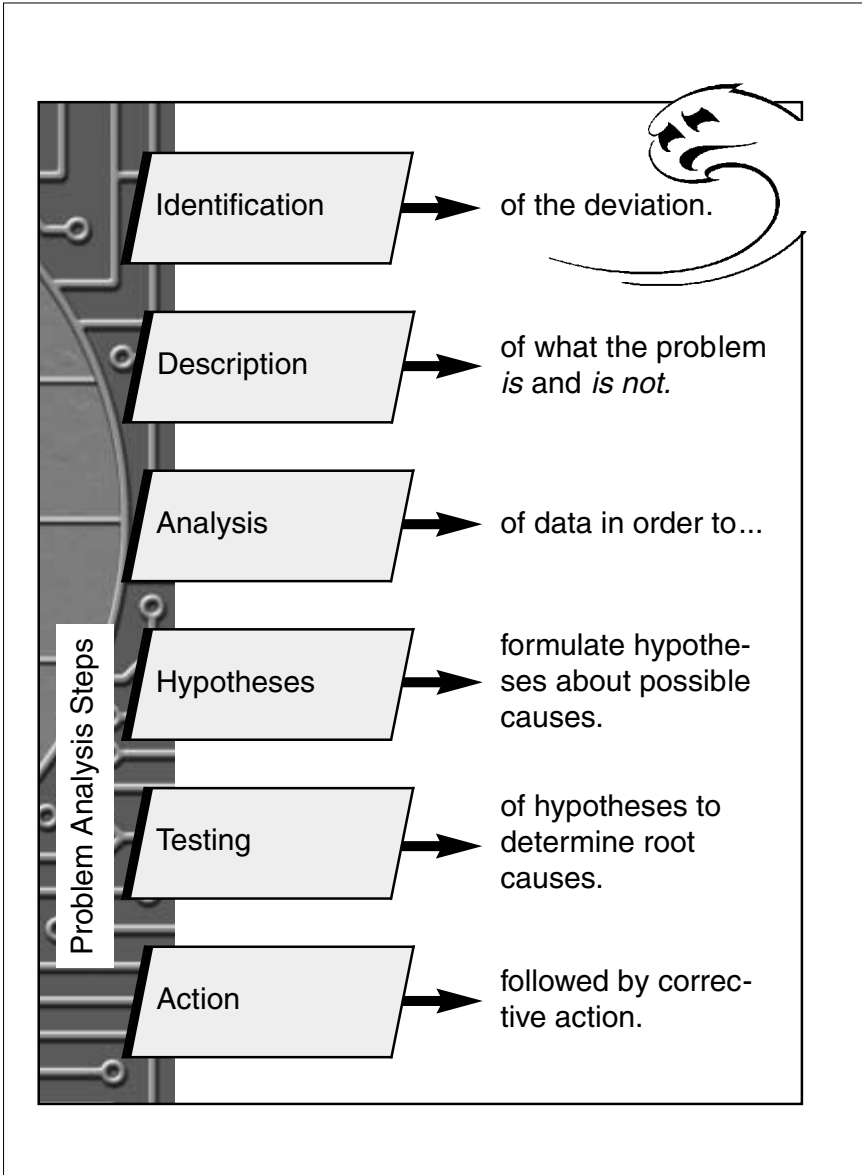 Problem Analysis Steps
Identification
of the deviation.
Description
of what the problem
is and is not.
Analysis
of data in order to...
Hypotheses
formulate hypothe-
ses about possible
causes.
Testing
of hypotheses to
determine root
causes.
Action
followed by correc-
tive action.